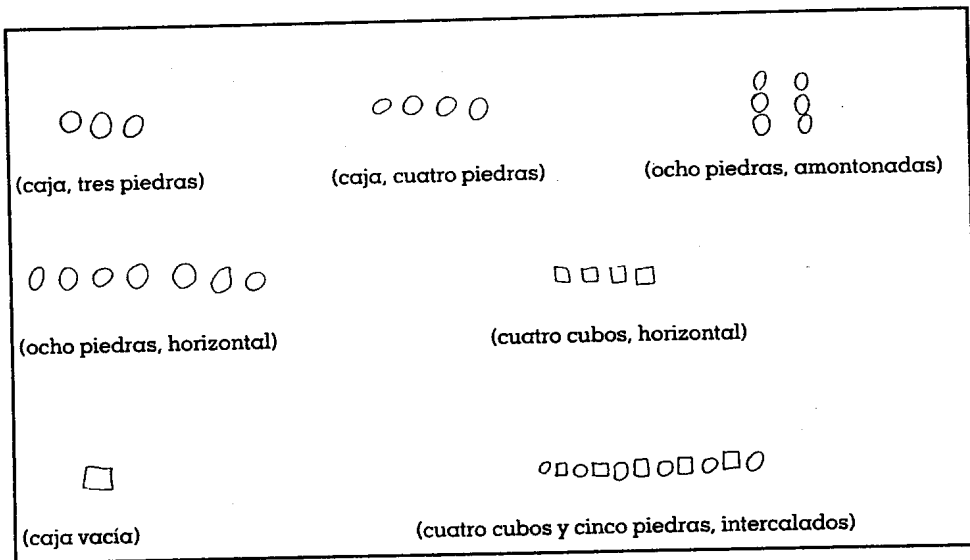 (caja, tres piedras)
(caja, cuatro piedras)
(ocho piedras, amontonadas)
(ocho piedras, horizontal)
(cuatro cubos, horizontal)
(caja vacía)
(cuatro cubos y cinco piedras, intercalados)